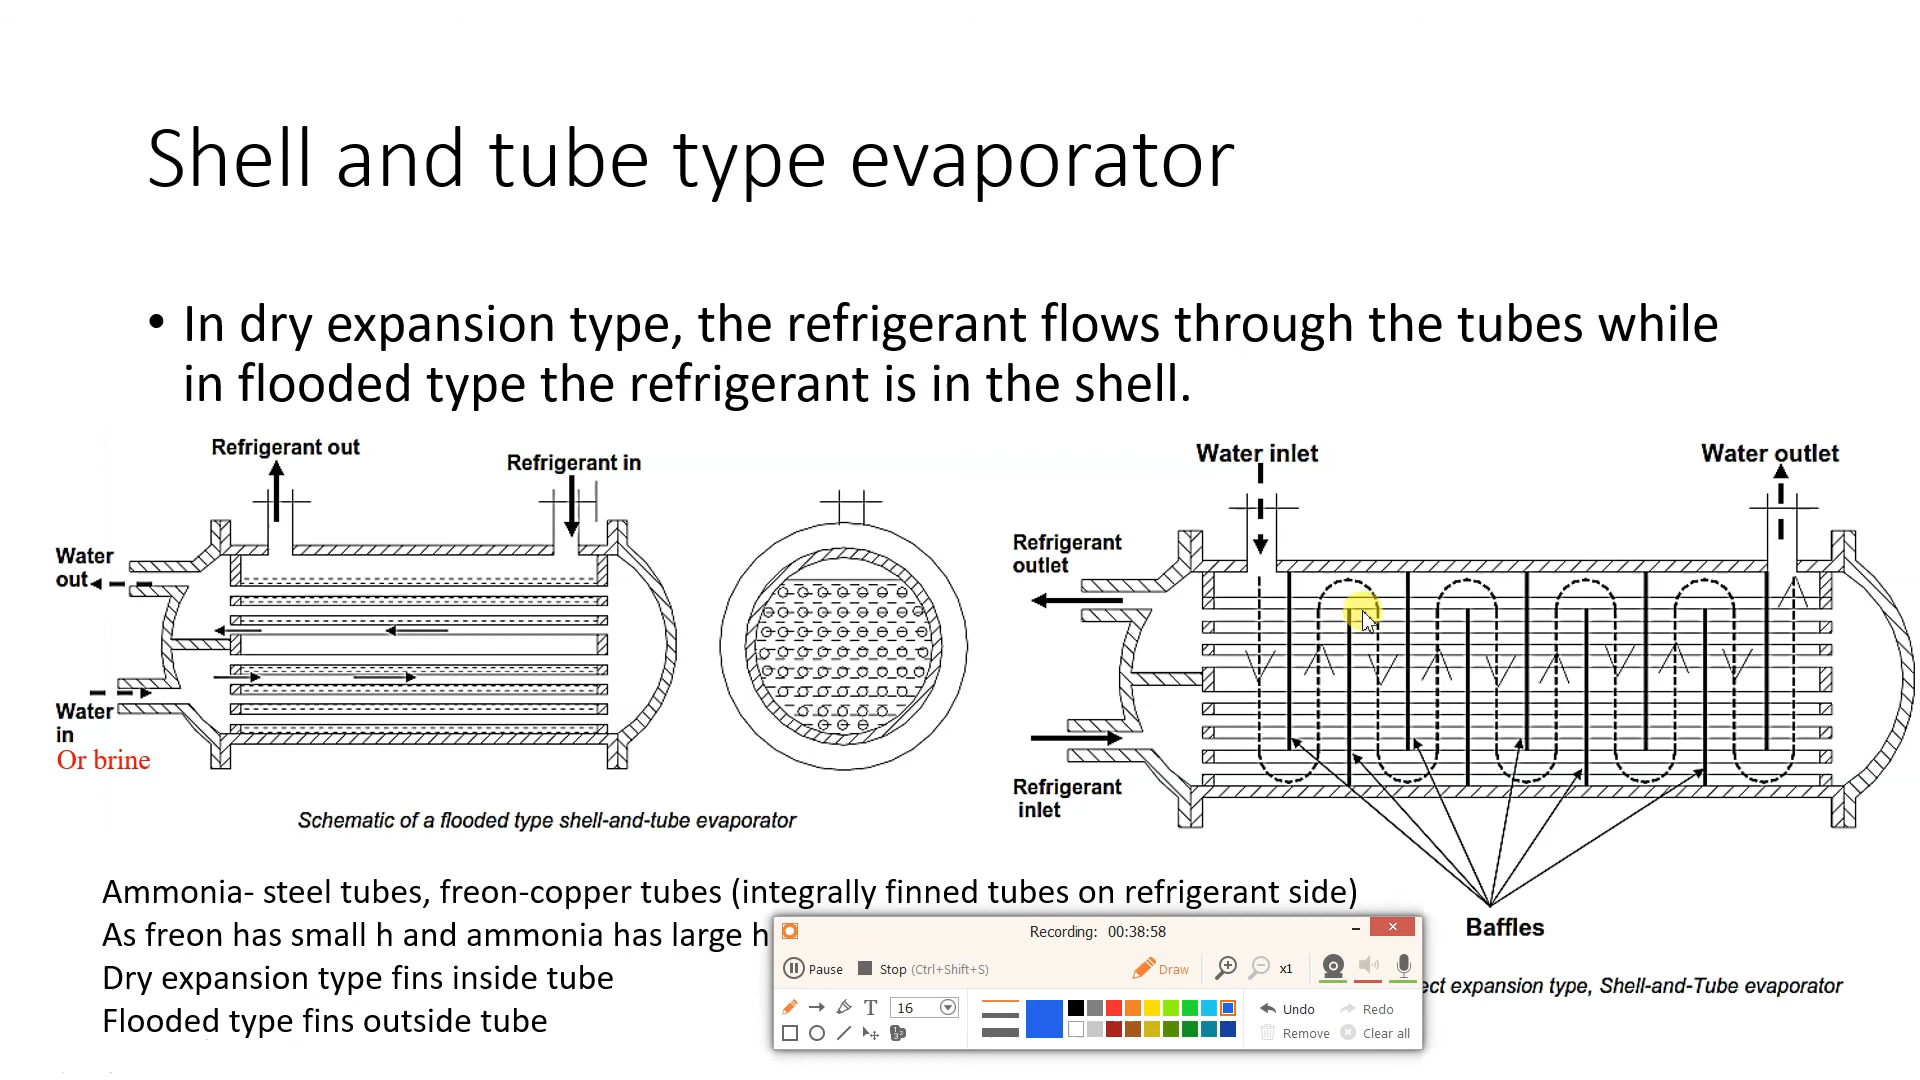 Shell and tube type evaporator
• In dry expansion type, the refrigerant flows through the tubes while
in flooded type the refrigerant is in the shell.
Refrigerant out
Refrigerant in
Water
out
Water
in
Or brine
Schematic of a flooded type shell-and-tube evaporator
Water inlet
Water outlet
Refrigerant
outlet
Refrigerant
inlet
Baffles
ect expansion type, Shell-and-Tube evaporator
Ammonia- steel tubes, freon-copper tubes (integrally finned tubes on refrigerant side)
As freon has small h and ammonia has large h
Dry expansion type fins inside tube
Flooded type fins outside tube
Recording: 00:38:58
Pause
Stop (Ctrl+Shift+S)
Draw
x1
T
16
Undo
Redo
Remove
Clear all